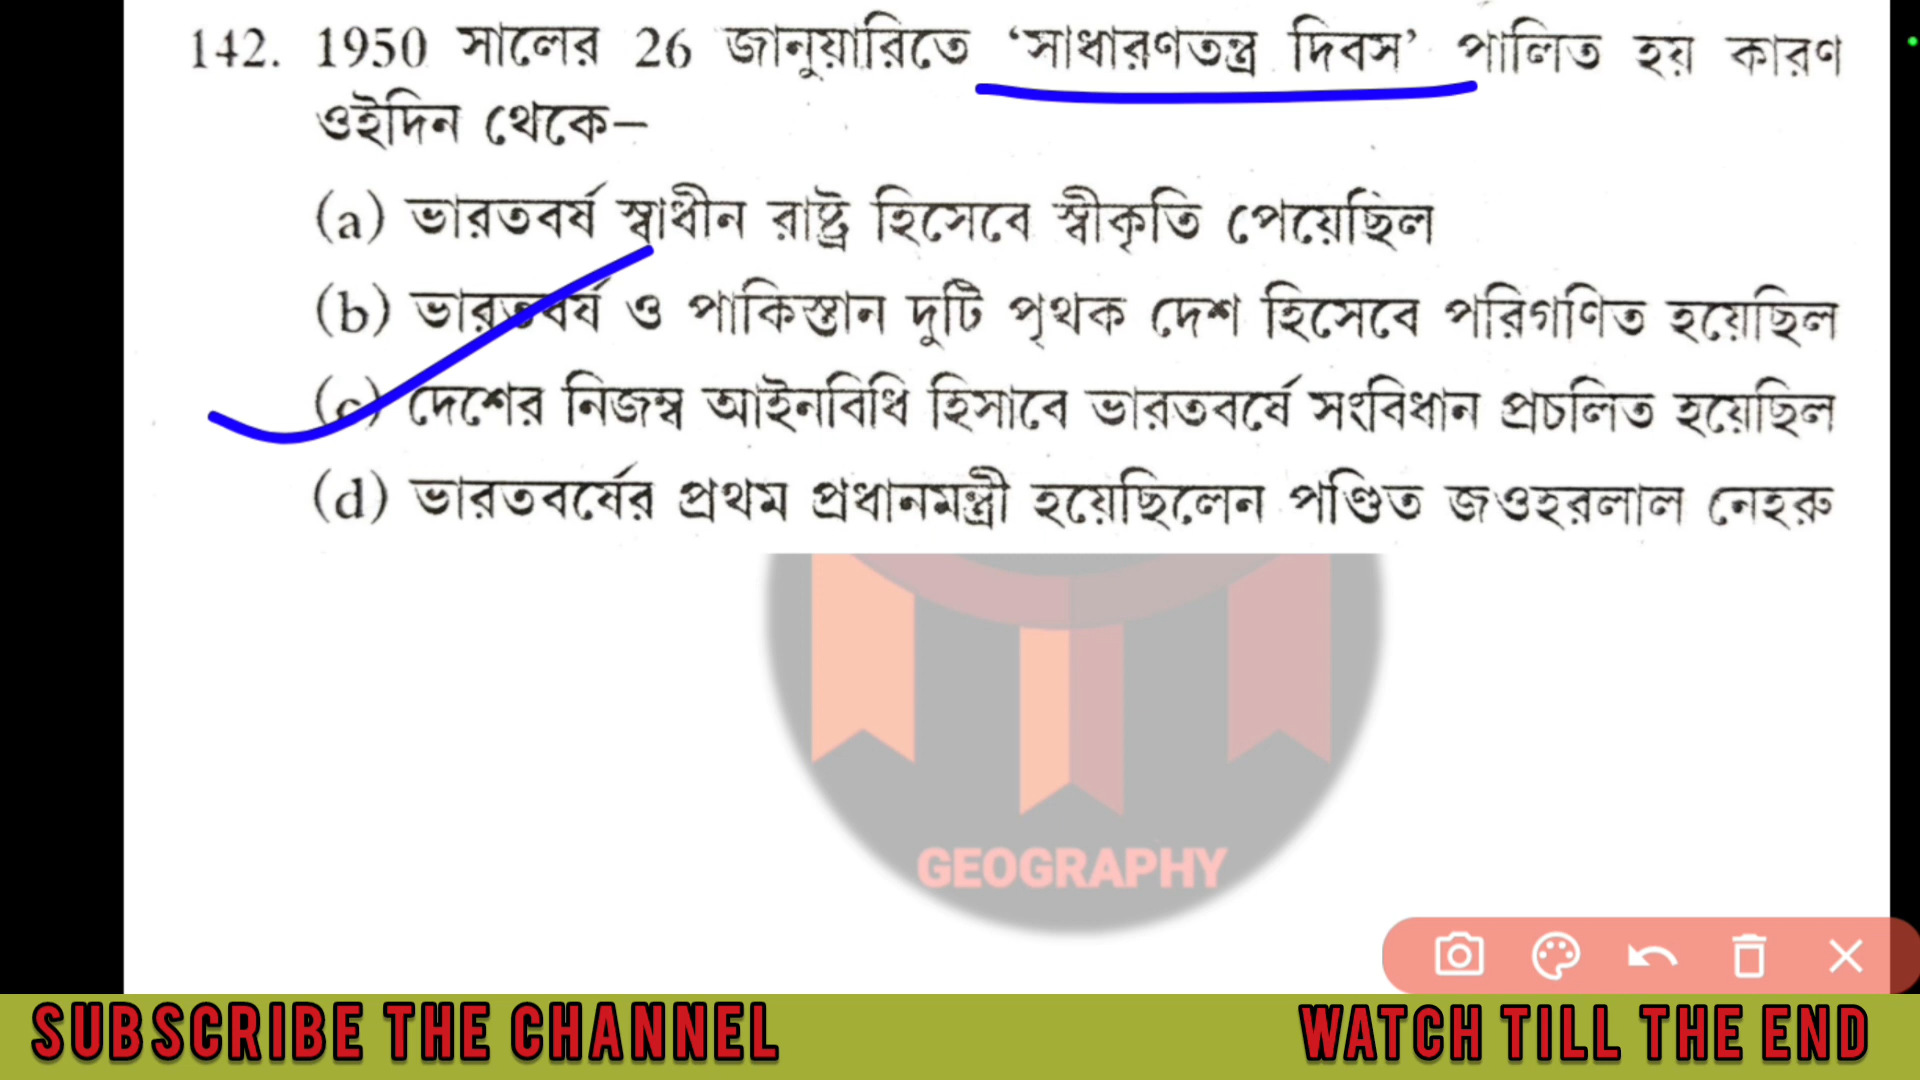 142. 1950 সালের 26 জানুয়ারিতে ‘সাধারণতন্ত্র দিবস’ পালিত হয় কারণ
ওইদিন থেকে–
(a) ভারতবর্ষ স্বাধীন রাষ্ট্র হিসেবে স্বীকৃতি পেয়েছিল
(b) ভারতবর্ষ ও পাকিস্তান দুটি পৃথক দেশ হিসেবে পরিগণিত হয়েছিল
(c) দেশের নিজস্ব আইনবিধি হিসাবে ভারতবর্ষে সংবিধান প্রচলিত হয়েছিল
(d) ভারতবর্ষের প্রথম প্রধানমন্ত্রী হয়েছিলেন পণ্ডিত জওহরলাল নেহরু
GEOGRAPHY
SUBSCRIBE THE CHANNEL
WATCH TILL THE END